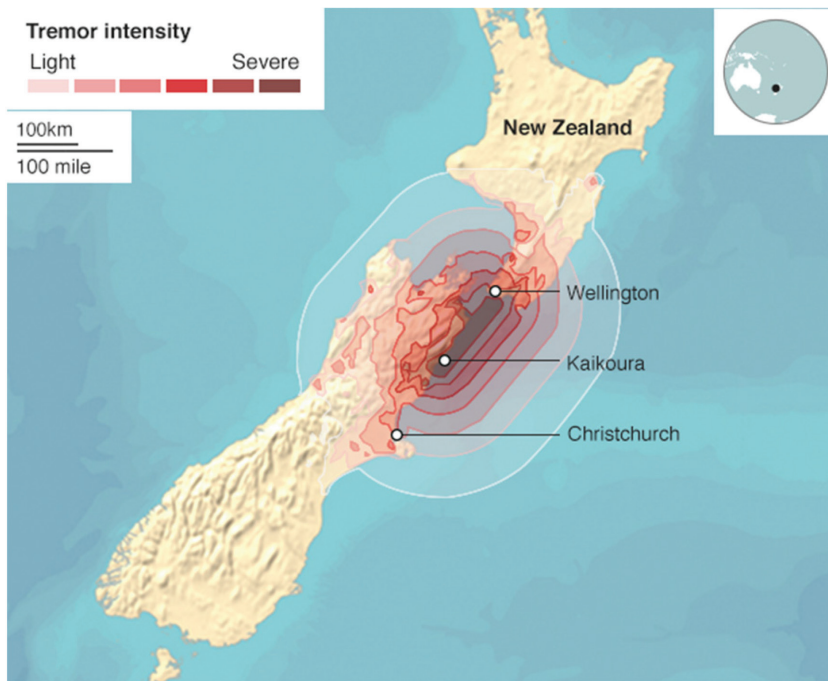 Tremor intensity
Light Severe
100km
100 mile
New Zealand
Wellington
Kaikoura
Christchurch